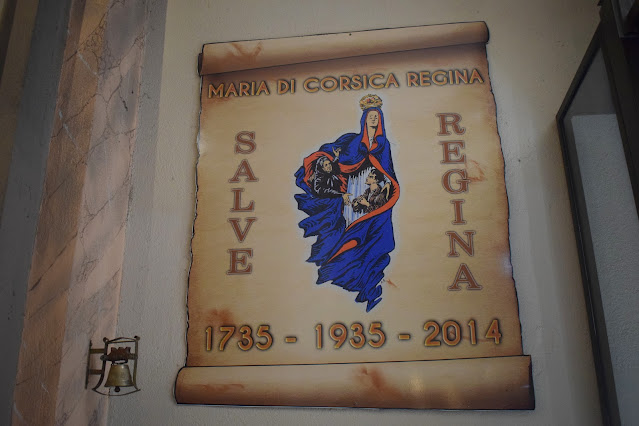 MARIA DI CORSICA REGINA
SALVE
REGINA
1735 - 1935 - 2014